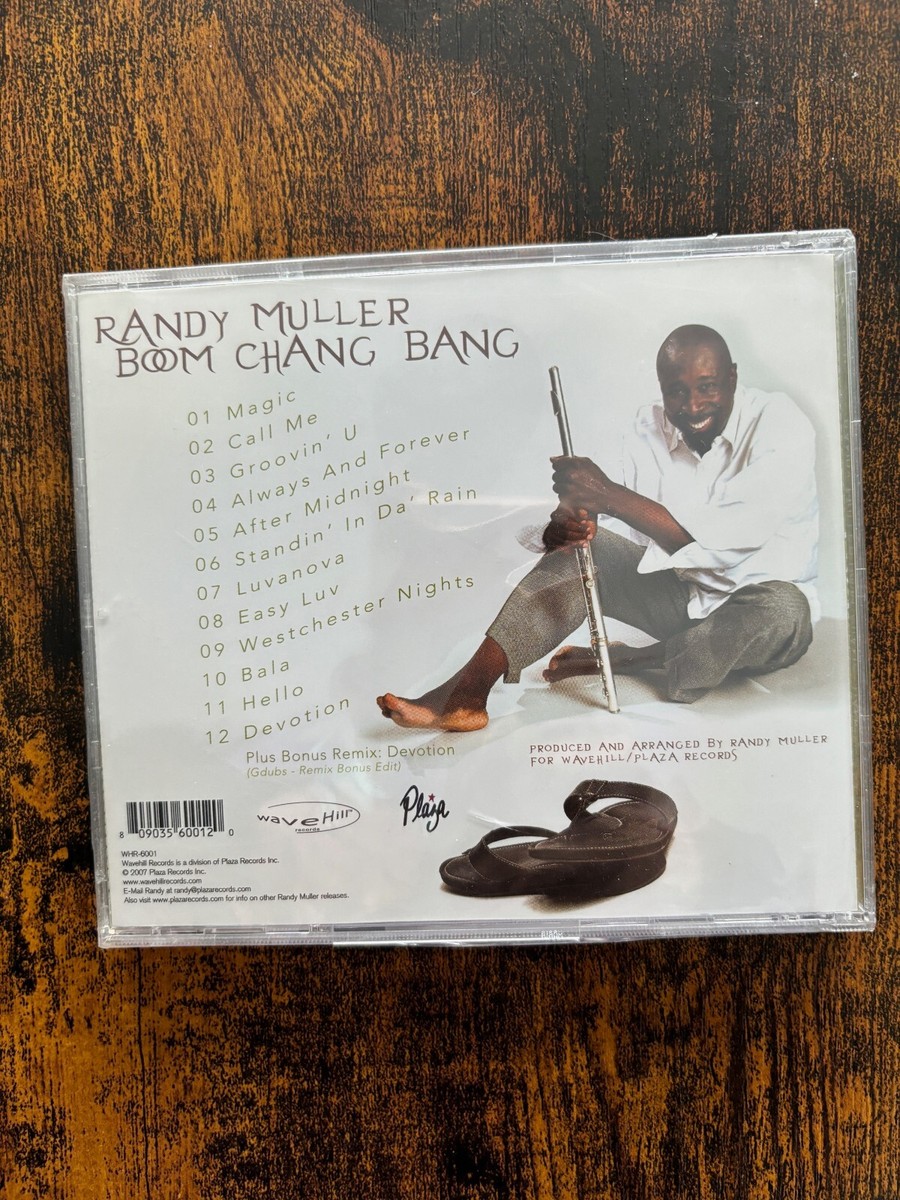 RANDY MULLER
BOOM CHANG BANG
01 Magic
02 Call Me
03 Groovin' U
04 Always And Forever
05 After Midnight
06 Standin' In Da' Rain
07 Luvanova
08 Easy Luv
09 Westchester Nights
10 Bala
11 Hello
12 Devotion
Plus Bonus Remix: Devotion
(Gdubs - Remix Bonus Edit)
PRODUCED AND ARRANGED BY RANDY MULLER
FOR WAVEHILL/PLAZA RECORDS
8 09035 60012 0
waveHill
records
Plaza
WHR-6001
Wavehill Records is a division of Plaza Records Inc.
© 2007 Plaza Records Inc.
www.wavehillrecords.com
E-Mail Randy at randy@plazarecords.com
Also visit www.plazarecords.com for info on other Randy Muller releases.